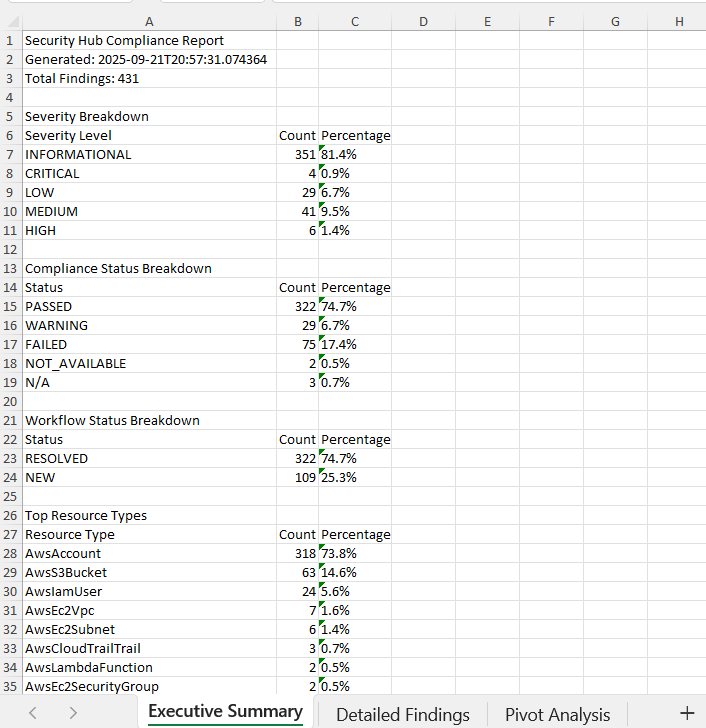 A B C D E F G H
1 Security Hub Compliance Report
2 Generated: 2025-09-21T20:57:31.074364
3 Total Findings: 431
4
5 Severity Breakdown
6 Severity Level Count Percentage
7 INFORMATIONAL 351 81.4%
8 CRITICAL 4 0.9%
9 LOW 29 6.7%
10 MEDIUM 41 9.5%
11 HIGH 6 1.4%
12
13 Compliance Status Breakdown
14 Status Count Percentage
15 PASSED 322 74.7%
16 WARNING 29 6.7%
17 FAILED 75 17.4%
18 NOT_AVAILABLE 2 0.5%
19 N/A 3 0.7%
20
21 Workflow Status Breakdown
22 Status Count Percentage
23 RESOLVED 322 74.7%
24 NEW 109 25.3%
25
26 Top Resource Types
27 Resource Type Count Percentage
28 AwsAccount 318 73.8%
29 AwsS3Bucket 63 14.6%
30 AwsIamUser 24 5.6%
31 AwsEc2Vpc 7 1.6%
32 AwsEc2Subnet 6 1.4%
33 AwsCloudTrailTrail 3 0.7%
34 AwsLambdaFunction 2 0.5%
35 AwsEc2SecurityGroup 2 0.5%
Executive Summary Detailed Findings Pivot Analysis